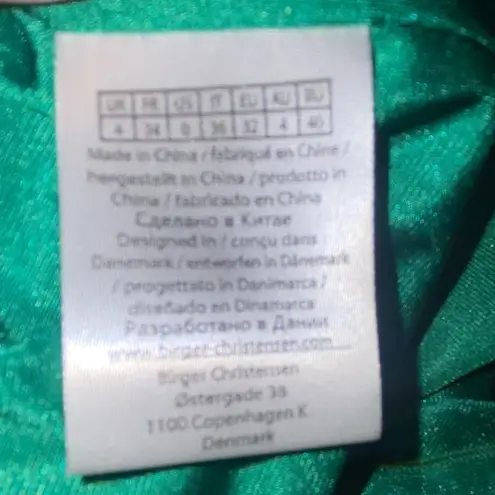 UK FR US IT EU AU RU
4 34 0 36 32 4 40
Made in China / fabriqué en Chine /
hergestellt in China / prodotto in
China / fabricado en China
Сделано в Китае
Designed in / conçu dans
Danemark / entworfen in Dänemark
/ progettato in Danimarca /
diseñado en Dinamarca
Разработано в Дании
www.birger-christensen.com
Birger Christensen
Østergade 38
1100 Copenhagen K
Denmark